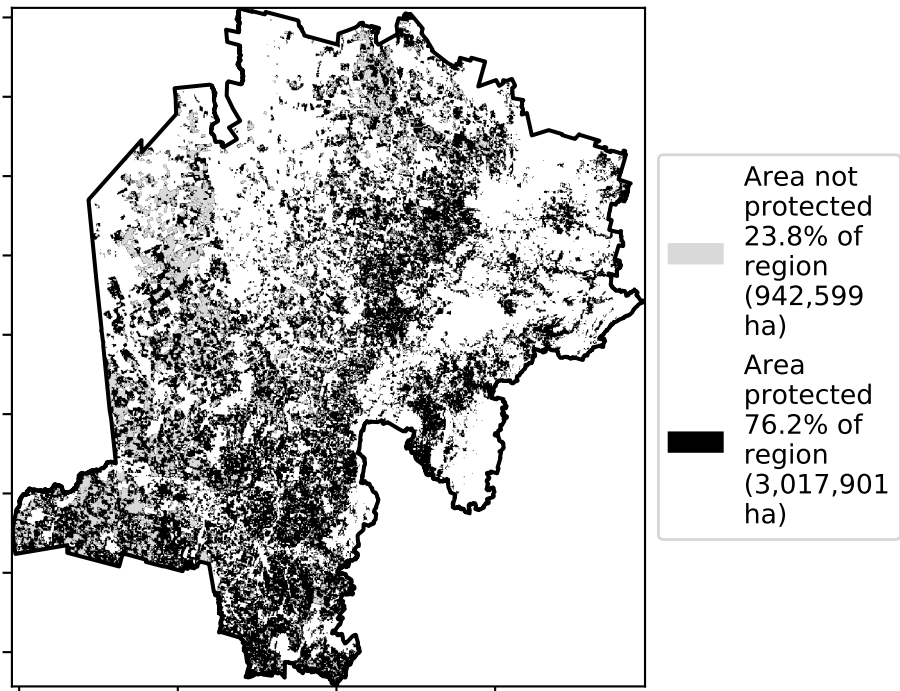 Area not
protected
23.8% of
region
(942,599
ha)
Area
protected
76.2% of
region
(3,017,901
ha)